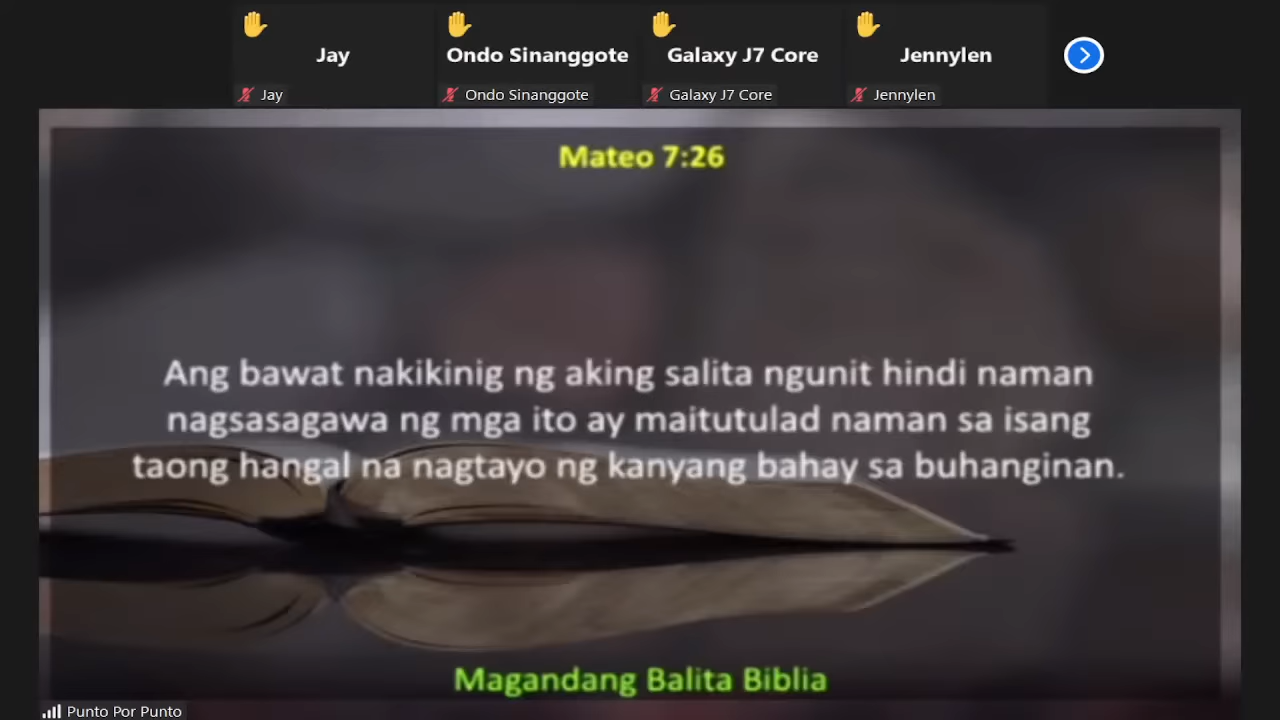 Jay
Ondo Sinanggote
Galaxy J7 Core
Jennylen
Jay
Ondo Sinanggote
Galaxy J7 Core
Jennylen
Mateo 7:26
Ang bawat nakikinig ng aking salita ngunit hindi naman
nagsasagawa ng mga ito ay maitutulad naman sa isang
taong hangal na nagtayo ng kanyang bahay sa buhanginan.
Magandang Balita Biblia
Punto Por Punto